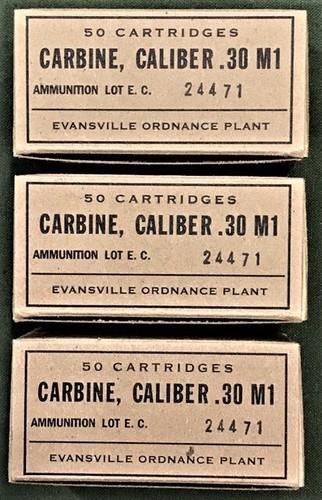 50 CARTRIDGES
CARBINE, CALIBER .30 M1
AMMUNITION LOT E. C. 24471
EVANSVILLE ORDNANCE PLANT
50 CARTRIDGES
CARBINE, CALIBER .30 M1
AMMUNITION LOT E. C. 24471
EVANSVILLE ORDNANCE PLANT
50 CARTRIDGES
CARBINE, CALIBER .30 M1
AMMUNITION LOT E. C. 24471
EVANSVILLE ORDNANCE PLANT